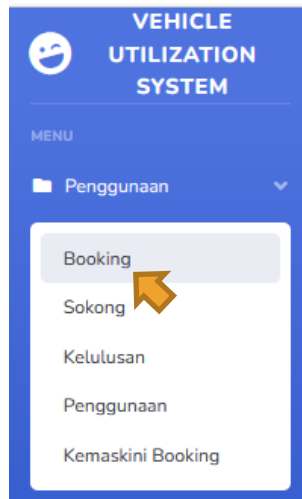 VEHICLE
UTILIZATION
SYSTEM
MENU
Penggunaan
Booking
Sokong
Kelulusan
Penggunaan
Kemaskini Booking